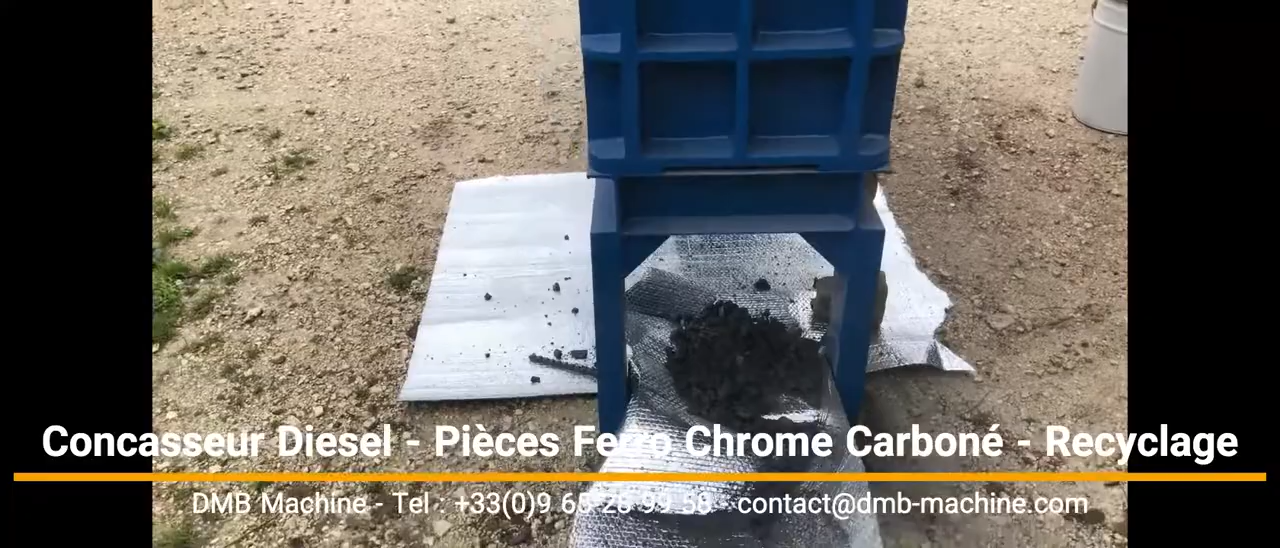 Concasseur Diesel - Pièces Ferro Chrome Carboné - Recyclage
DMB Machine - Tel : +33(0)9 65 28 99 58 - contact@dmb-machine.com